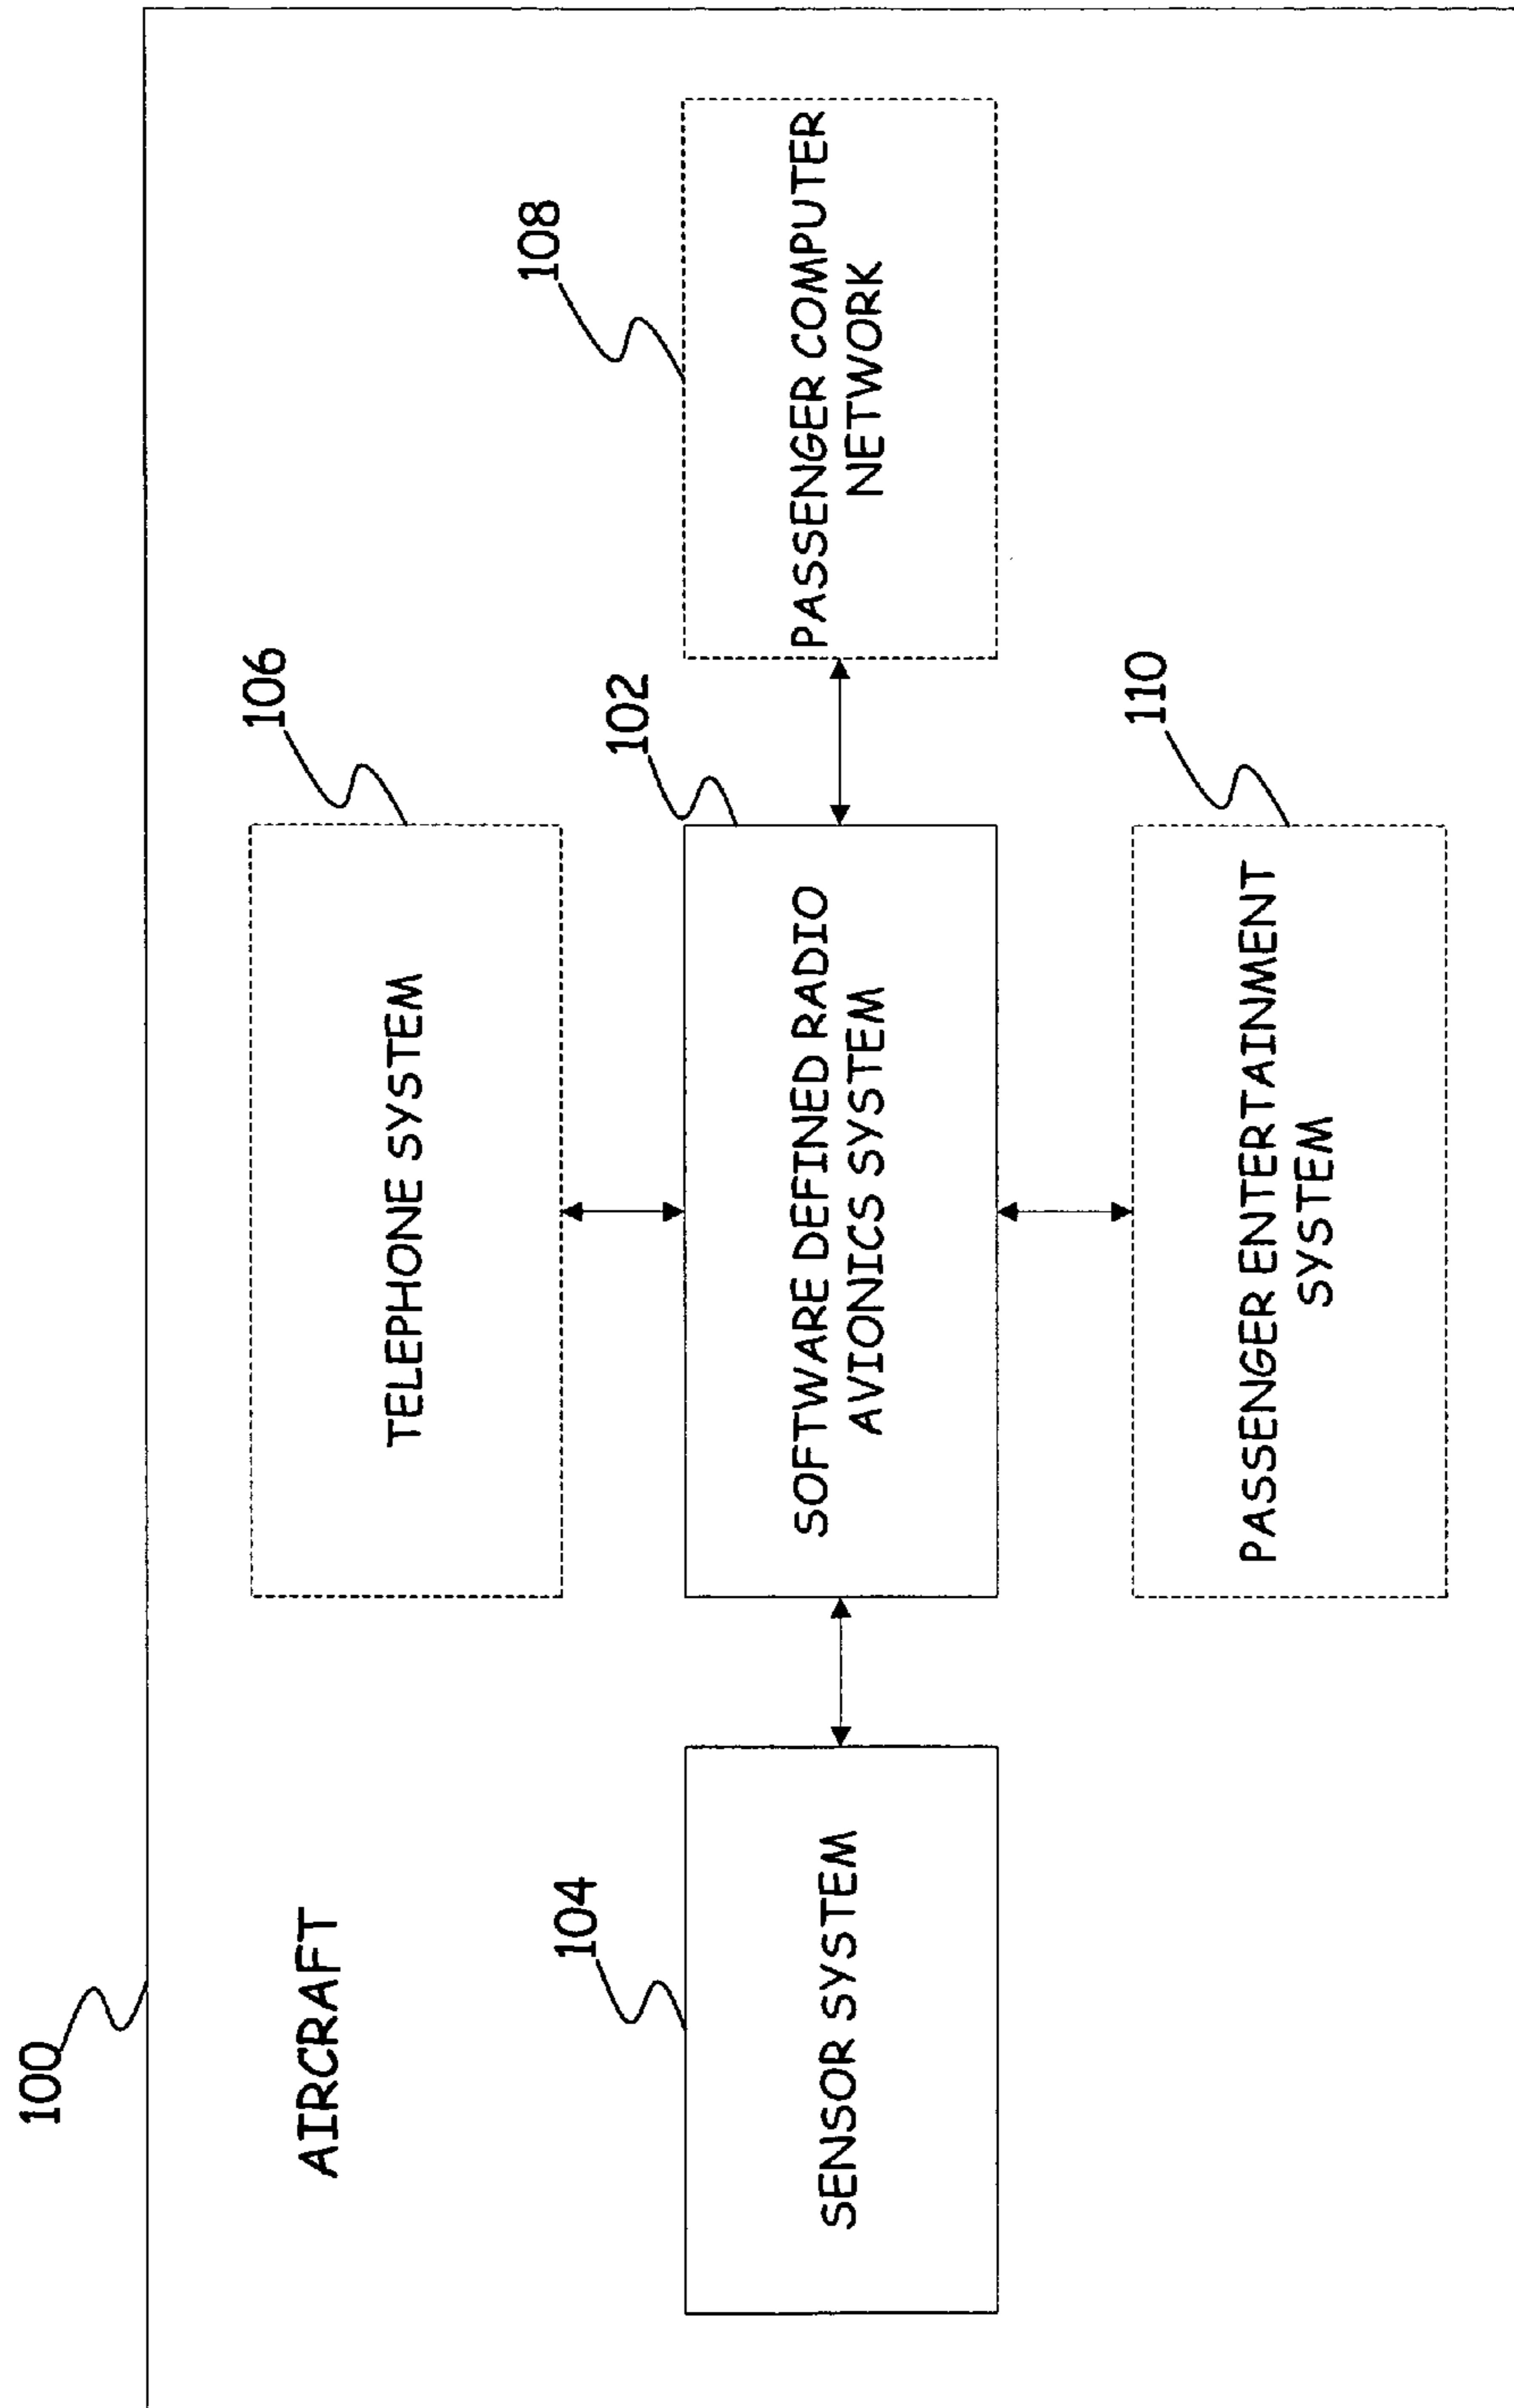 100
AIRCRAFT
106
TELEPHONE SYSTEM
104
SENSOR SYSTEM
102
SOFTWARE DEFINED RADIO
AVIONICS SYSTEM
108
PASSENGER COMPUTER
NETWORK
110
PASSENGER ENTERTAINMENT
SYSTEM